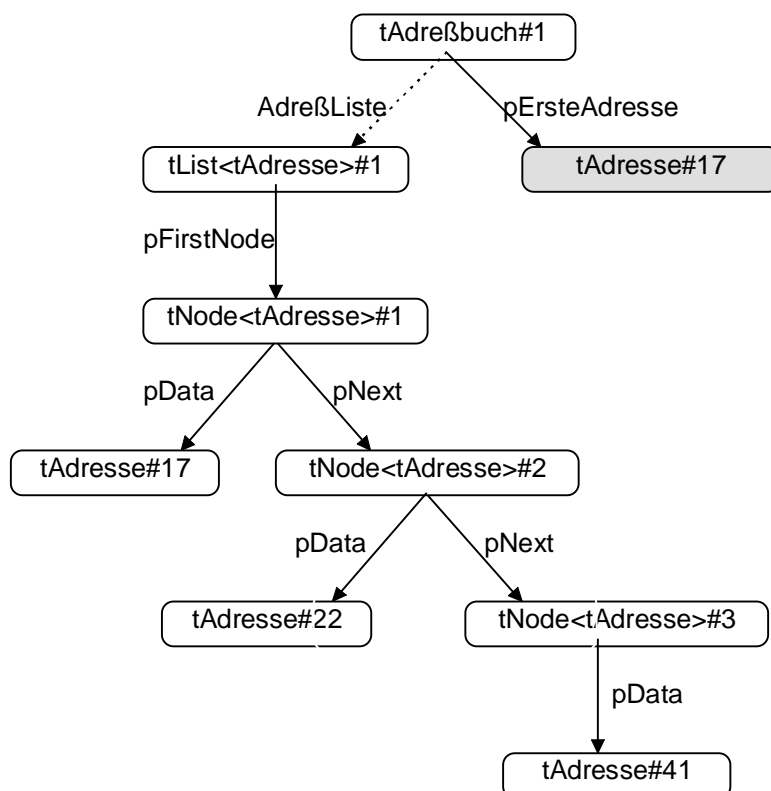 tAdreßbuch#1
AdreßListe
pErsteAdresse
tList<tAdresse>#1
tAdresse#17
pFirstNode
tNode<tAdresse>#1
pData
pNext
tAdresse#17
tNode<tAdresse>#2
pData
pNext
tAdresse#22
tNode<tAdresse>#3
pData
tAdresse#41